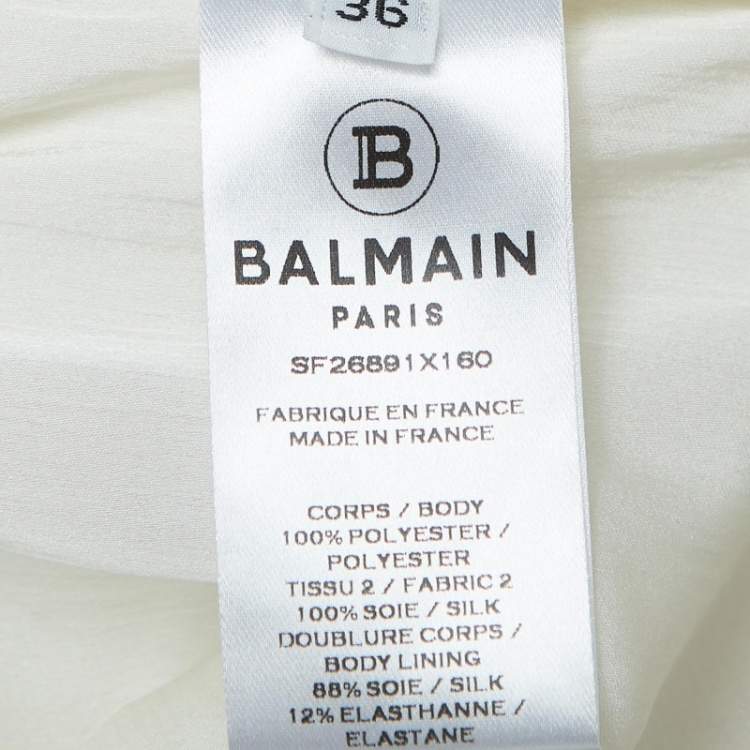 36
B
BALMAIN
PARIS
SF26891X160
FABRIQUE EN FRANCE
MADE IN FRANCE
CORPS / BODY
100% POLYESTER /
POLYESTER
TISSU 2 / FABRIC 2
100% SOIE / SILK
DOUBLURE CORPS /
BODY LINING
88% SOIE / SILK
12% ELASTHANNE /
ELASTANE